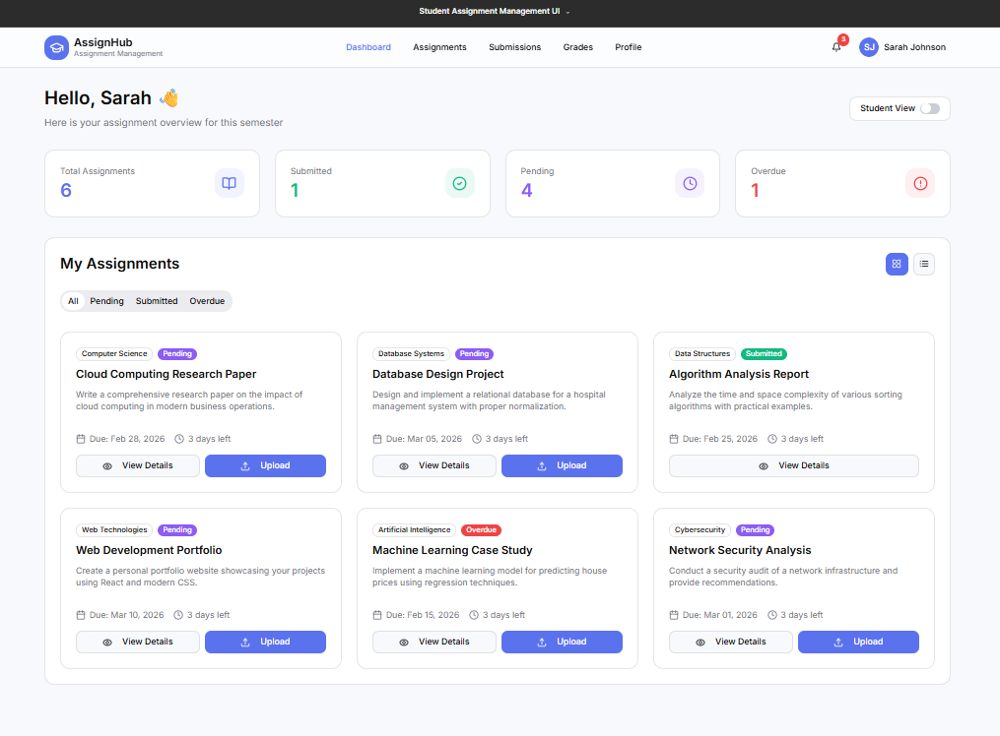 Student Assignment Management UI
AssignHub
Assignment Management
Dashboard Assignments Submissions Grades Profile
3
SJ Sarah Johnson
Hello, Sarah 👋
Here is your assignment overview for this semester
Student View
Total Assignments
6
Submitted
1
Pending
4
Overdue
1
My Assignments
All Pending Submitted Overdue
Computer Science Pending
Cloud Computing Research Paper
Write a comprehensive research paper on the impact of
cloud computing in modern business operations.
Due: Feb 28, 2026 3 days left
View Details Upload
Database Systems Pending
Database Design Project
Design and implement a relational database for a hospital
management system with proper normalization.
Due: Mar 05, 2026 3 days left
View Details Upload
Data Structures Submitted
Algorithm Analysis Report
Analyze the time and space complexity of various sorting
algorithms with practical examples.
Due: Feb 25, 2026 3 days left
View Details
Web Technologies Pending
Web Development Portfolio
Create a personal portfolio website showcasing your projects
using React and modern CSS.
Due: Mar 10, 2026 3 days left
View Details Upload
Artificial Intelligence Overdue
Machine Learning Case Study
Implement a machine learning model for predicting house
prices using regression techniques.
Due: Feb 15, 2026 3 days left
View Details Upload
Cybersecurity Pending
Network Security Analysis
Conduct a security audit of a network infrastructure and
provide recommendations.
Due: Mar 01, 2026 3 days left
View Details Upload